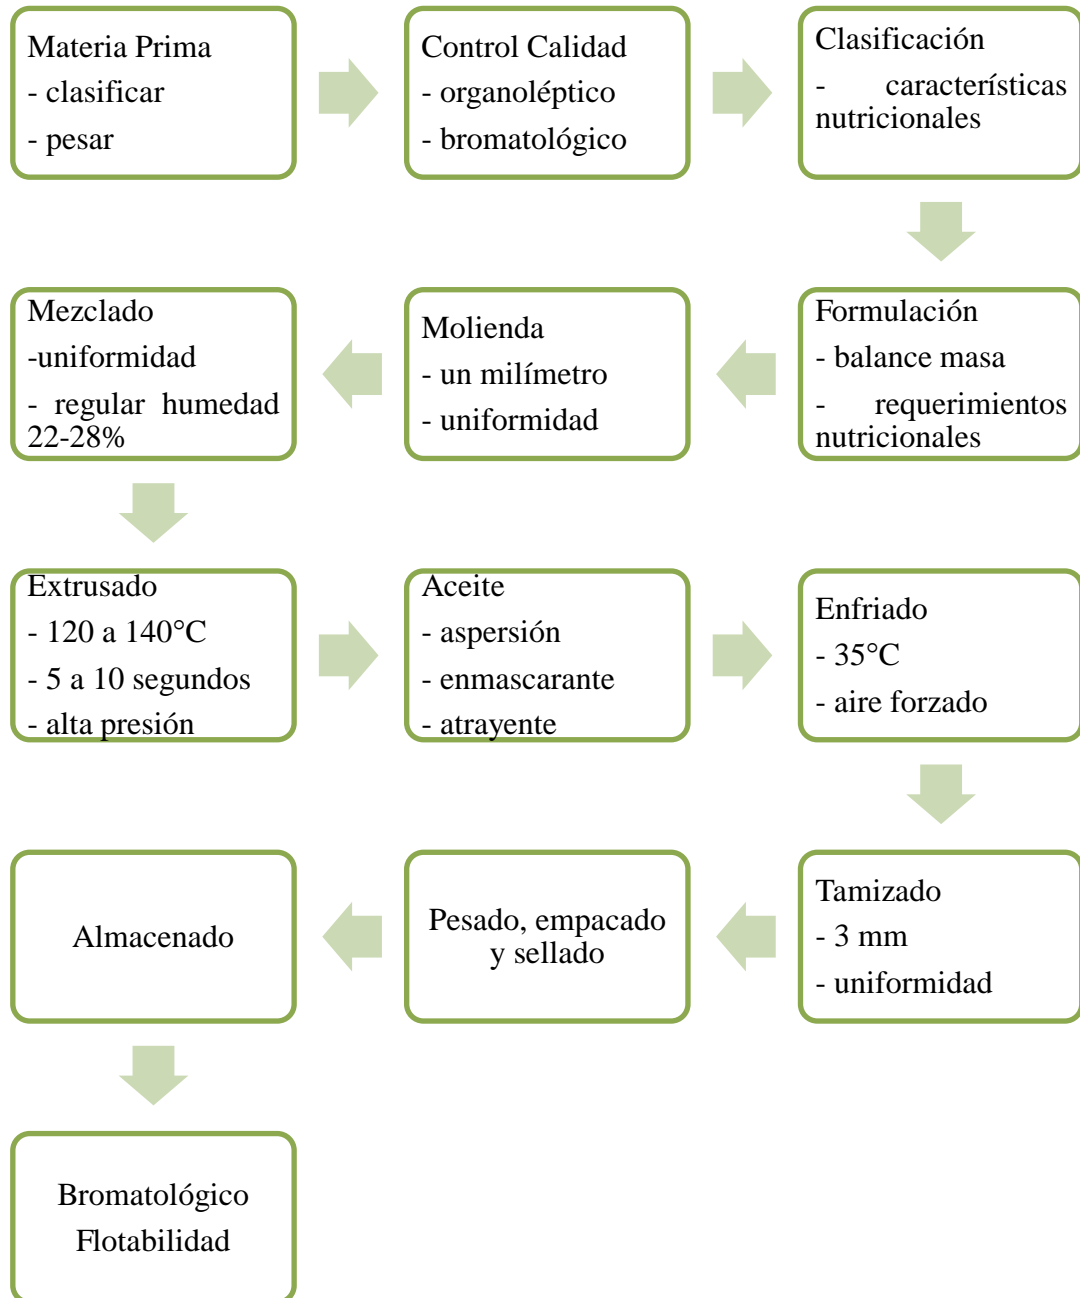 Materia Prima
- clasificar
- pesar
Control Calidad
- organoléptico
- bromatológico
Clasificación
- características
nutricionales
Formulación
- balance masa
- requerimientos
nutricionales
Molienda
- un milímetro
- uniformidad
Mezclado
-uniformidad
- regular humedad
22-28%
Extrusado
- 120 a 140°C
- 5 a 10 segundos
- alta presión
Aceite
- aspersión
- enmascarante
- atrayente
Enfriado
- 35°C
- aire forzado
Tamizado
- 3 mm
- uniformidad
Pesado, empacado
y sellado
Almacenado
Bromatológico
Flotabilidad